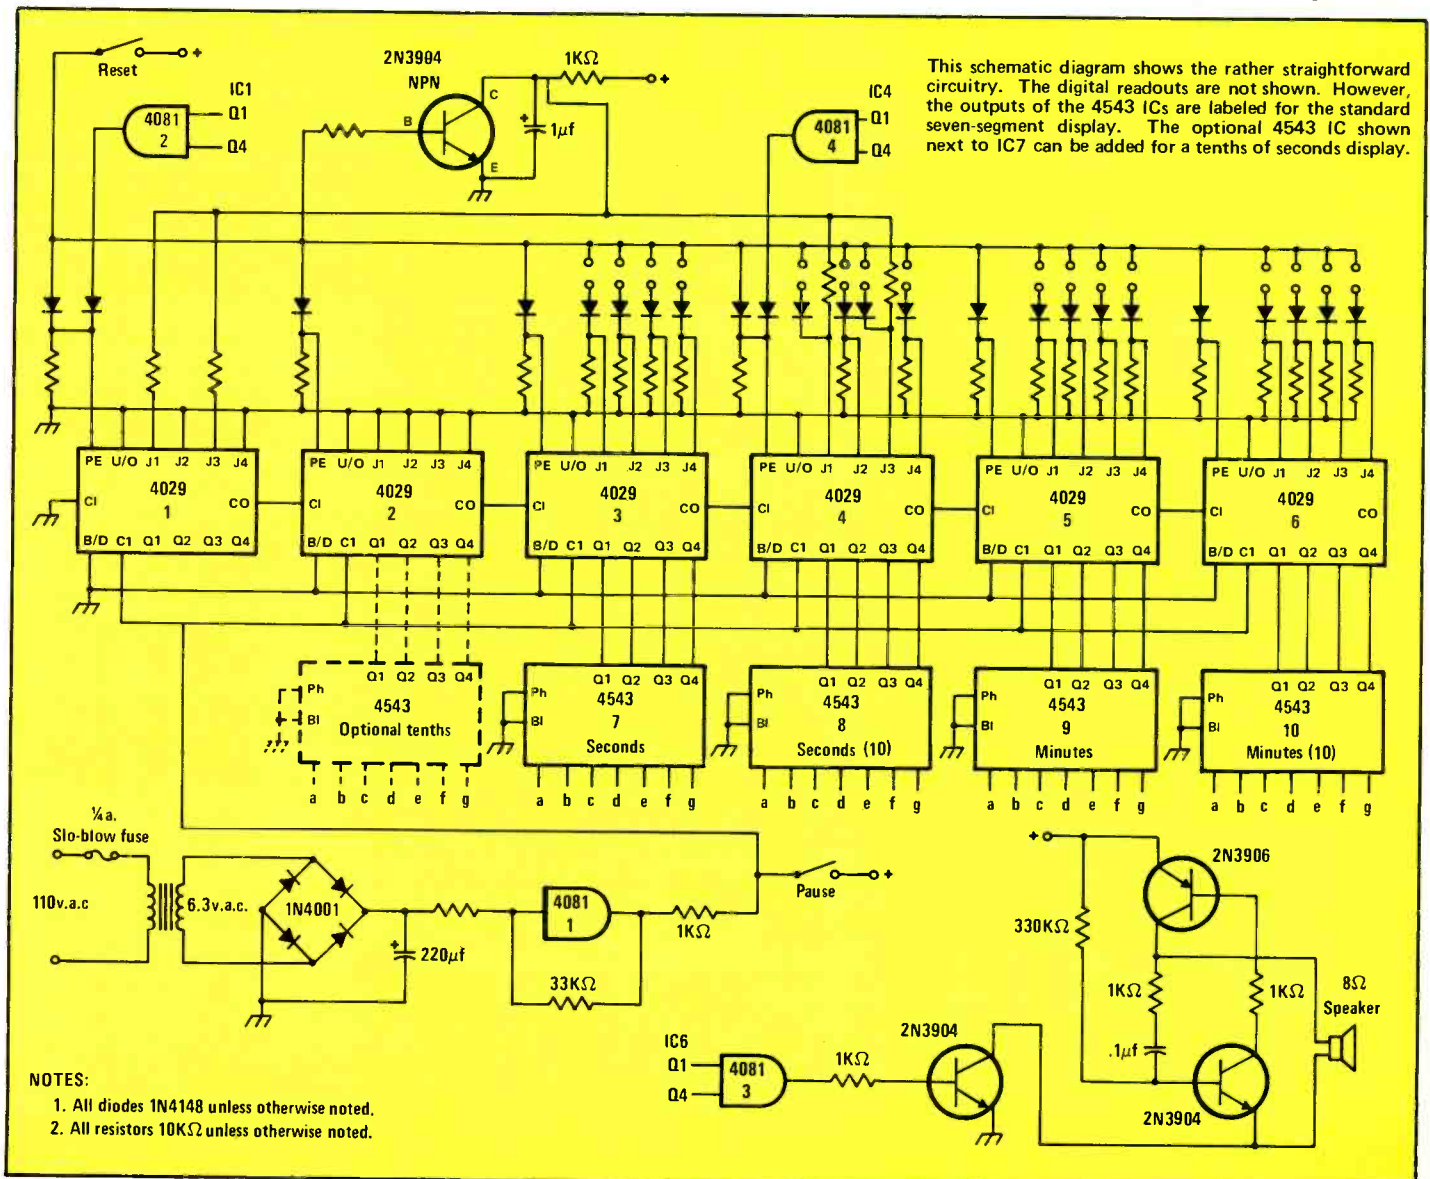 Reset
+
2N3904
NPN
1KΩ
+
IC1
4081
2
Q1
Q4
B
C
E
+
1µf
IC4
4081
4
Q1
Q4
This schematic diagram shows the rather straightforward
circuitry. The digital readouts are not shown. However,
the outputs of the 4543 ICs are labeled for the standard
seven-segment display. The optional 4543 IC shown
next to IC7 can be added for a tenths of seconds display.
PE U/O J1 J2 J3 J4
CI 4029 CO
1
B/D C1 Q1 Q2 Q3 Q4
PE U/O J1 J2 J3 J4
CI 4029 CO
2
B/D C1 Q1 Q2 Q3 Q4
PE U/O J1 J2 J3 J4
CI 4029 CO
3
B/D C1 Q1 Q2 Q3 Q4
PE U/O J1 J2 J3 J4
CI 4029 CO
4
B/D C1 Q1 Q2 Q3 Q4
PE U/O J1 J2 J3 J4
CI 4029 CO
5
B/D C1 Q1 Q2 Q3 Q4
PE U/O J1 J2 J3 J4
CI 4029 CO
6
B/D C1 Q1 Q2 Q3 Q4
Q1 Q2 Q3 Q4
Ph 4543
BI
Optional tenths
a b c d e f g
Q1 Q2 Q3 Q4
Ph 4543
BI 7
Seconds
a b c d e f g
Q1 Q2 Q3 Q4
Ph 4543
BI 8
Seconds (10)
a b c d e f g
Q1 Q2 Q3 Q4
Ph 4543
BI 9
Minutes
a b c d e f g
Q1 Q2 Q3 Q4
Ph 4543
BI 10
Minutes (10)
a b c d e f g
¼a.
Slo-blow fuse
110v.a.c
6.3v.a.c.
1N4001
+
220µf
4081
1
33KΩ
1KΩ
Pause
+
+
2N3906
330KΩ
1KΩ
1KΩ
8Ω
Speaker
.1µf
2N3904
IC6
Q1
Q4
4081
3
1KΩ
2N3904
NOTES:
1. All diodes 1N4148 unless otherwise noted.
2. All resistors 10KΩ unless otherwise noted.